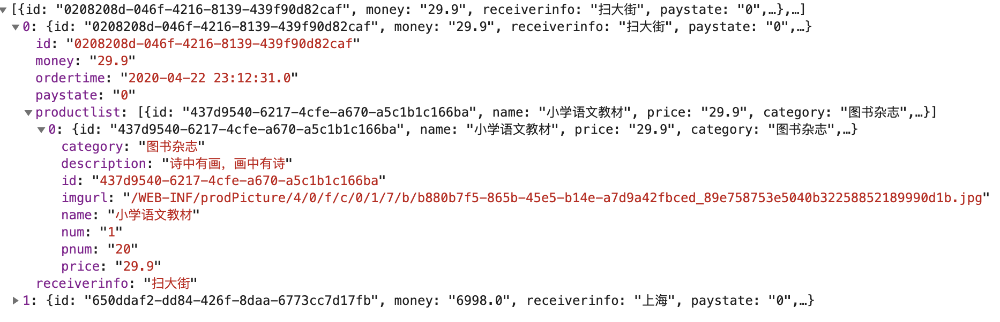 [{id: "0208208d-046f-4216-8139-439f90d82caf", money: "29.9", receiverinfo: "扫大街", paystate: "0",…},…]
0: {id: "0208208d-046f-4216-8139-439f90d82caf", money: "29.9", receiverinfo: "扫大街", paystate: "0",…}
id: "0208208d-046f-4216-8139-439f90d82caf"
money: "29.9"
ordertime: "2020-04-22 23:12:31.0"
paystate: "0"
productlist: [{id: "437d9540-6217-4cfe-a670-a5c1b1c166ba", name: "小学语文教材", price: "29.9", category: "图书杂志",…}]
0: {id: "437d9540-6217-4cfe-a670-a5c1b1c166ba", name: "小学语文教材", price: "29.9", category: "图书杂志",…}
category: "图书杂志"
description: "诗中有画，画中有诗"
id: "437d9540-6217-4cfe-a670-a5c1b1c166ba"
imgurl: "/WEB-INF/prodPicture/4/0/f/c/0/1/7/b/b880b7f5-865b-45e5-b14e-a7d9a42fbced_89e758753e5040b32258852189990d1b.jpg"
name: "小学语文教材"
num: "1"
pnum: "20"
price: "29.9"
receiverinfo: "扫大街"
1: {id: "650ddaf2-dd84-426f-8daa-6773cc7d17fb", money: "6998.0", receiverinfo: "上海", paystate: "0",…}